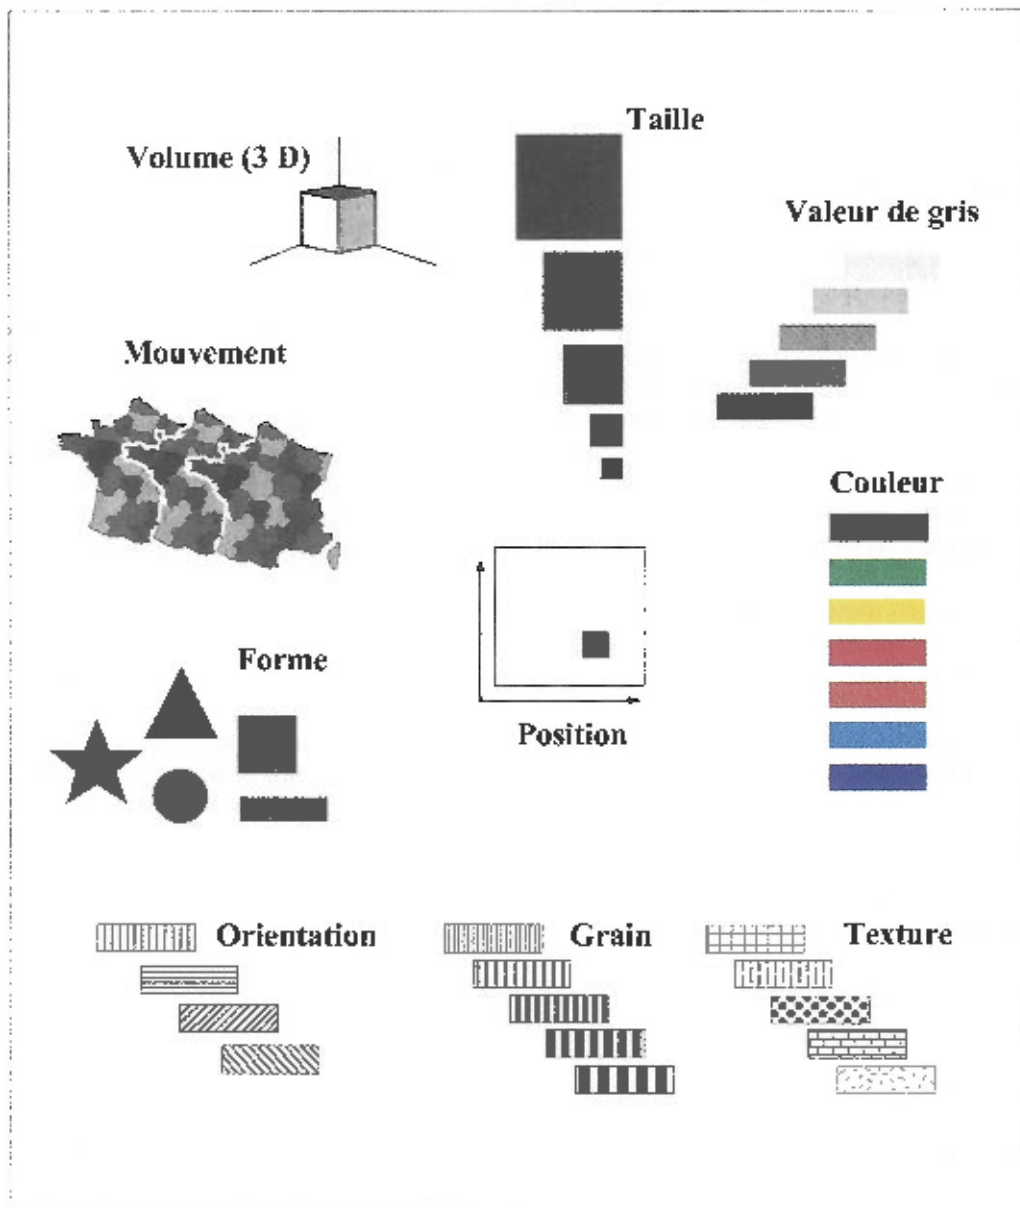 Taille
Volume (3 D)
Valeur de gris
Mouvement
Couleur
Forme
Position
Orientation
Grain
Texture